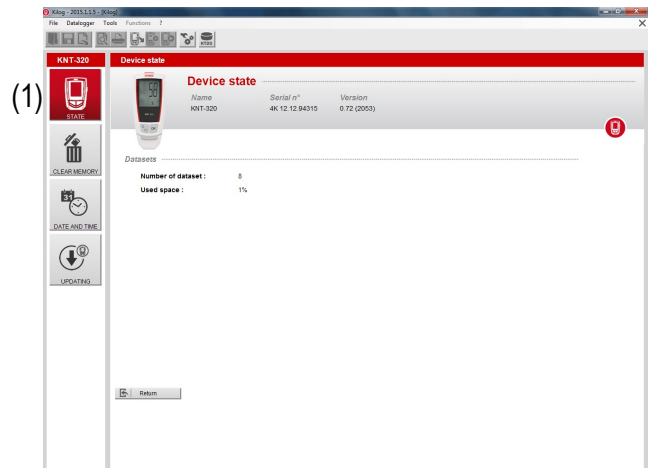 Kilog - 2015.1.1.5 - [Kilog]
File Datalogger Tools Functions ?
KT20
KNT-320
Device state
(1)
STATE
Device state
Name Serial n° Version
KNT-320 4K 12.12.94315 0.72 (2053)
CLEAR MEMORY
Datasets
Number of dataset : 8
Used space : 1%
31
DATE AND TIME
UPDATING
Return